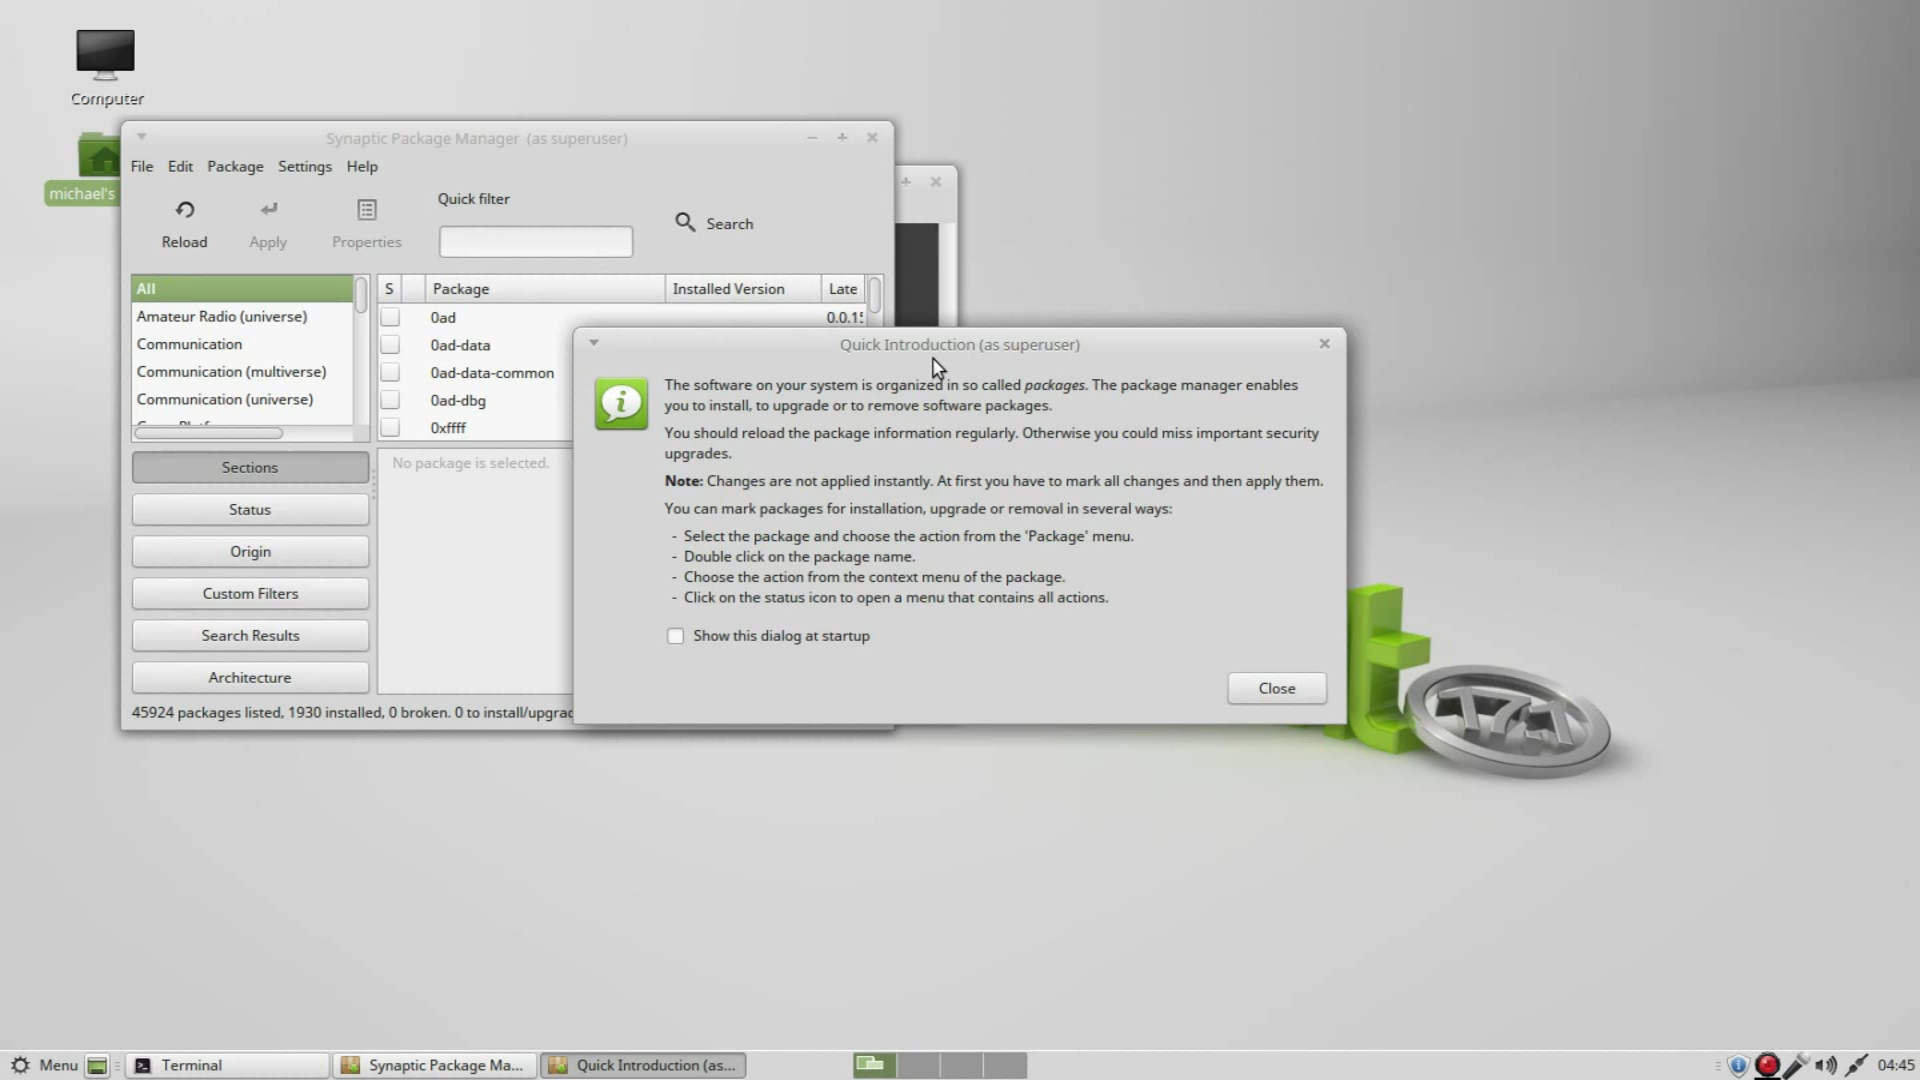 Computer
michael's
Synaptic Package Manager (as superuser)
File Edit Package Settings Help
Quick filter
Reload Apply Properties Search
All
Amateur Radio (universe)
Communication
Communication (multiverse)
Communication (universe)
S Package Installed Version Late
0ad 0.0.15
0ad-data
0ad-data-common
0ad-dbg
0xffff
Sections
Status
Origin
Custom Filters
Search Results
Architecture
No package is selected.
45924 packages listed, 1930 installed, 0 broken. 0 to install/upgrad
Quick Introduction (as superuser)
The software on your system is organized in so called packages. The package manager enables
you to install, to upgrade or to remove software packages.
You should reload the package information regularly. Otherwise you could miss important security
upgrades.
Note: Changes are not applied instantly. At first you have to mark all changes and then apply them.
You can mark packages for installation, upgrade or removal in several ways:
- Select the package and choose the action from the 'Package' menu.
- Double click on the package name.
- Choose the action from the context menu of the package.
- Click on the status icon to open a menu that contains all actions.
Show this dialog at startup
Close
t 17.1
Menu Terminal Synaptic Package Ma... Quick Introduction (as... 04:45